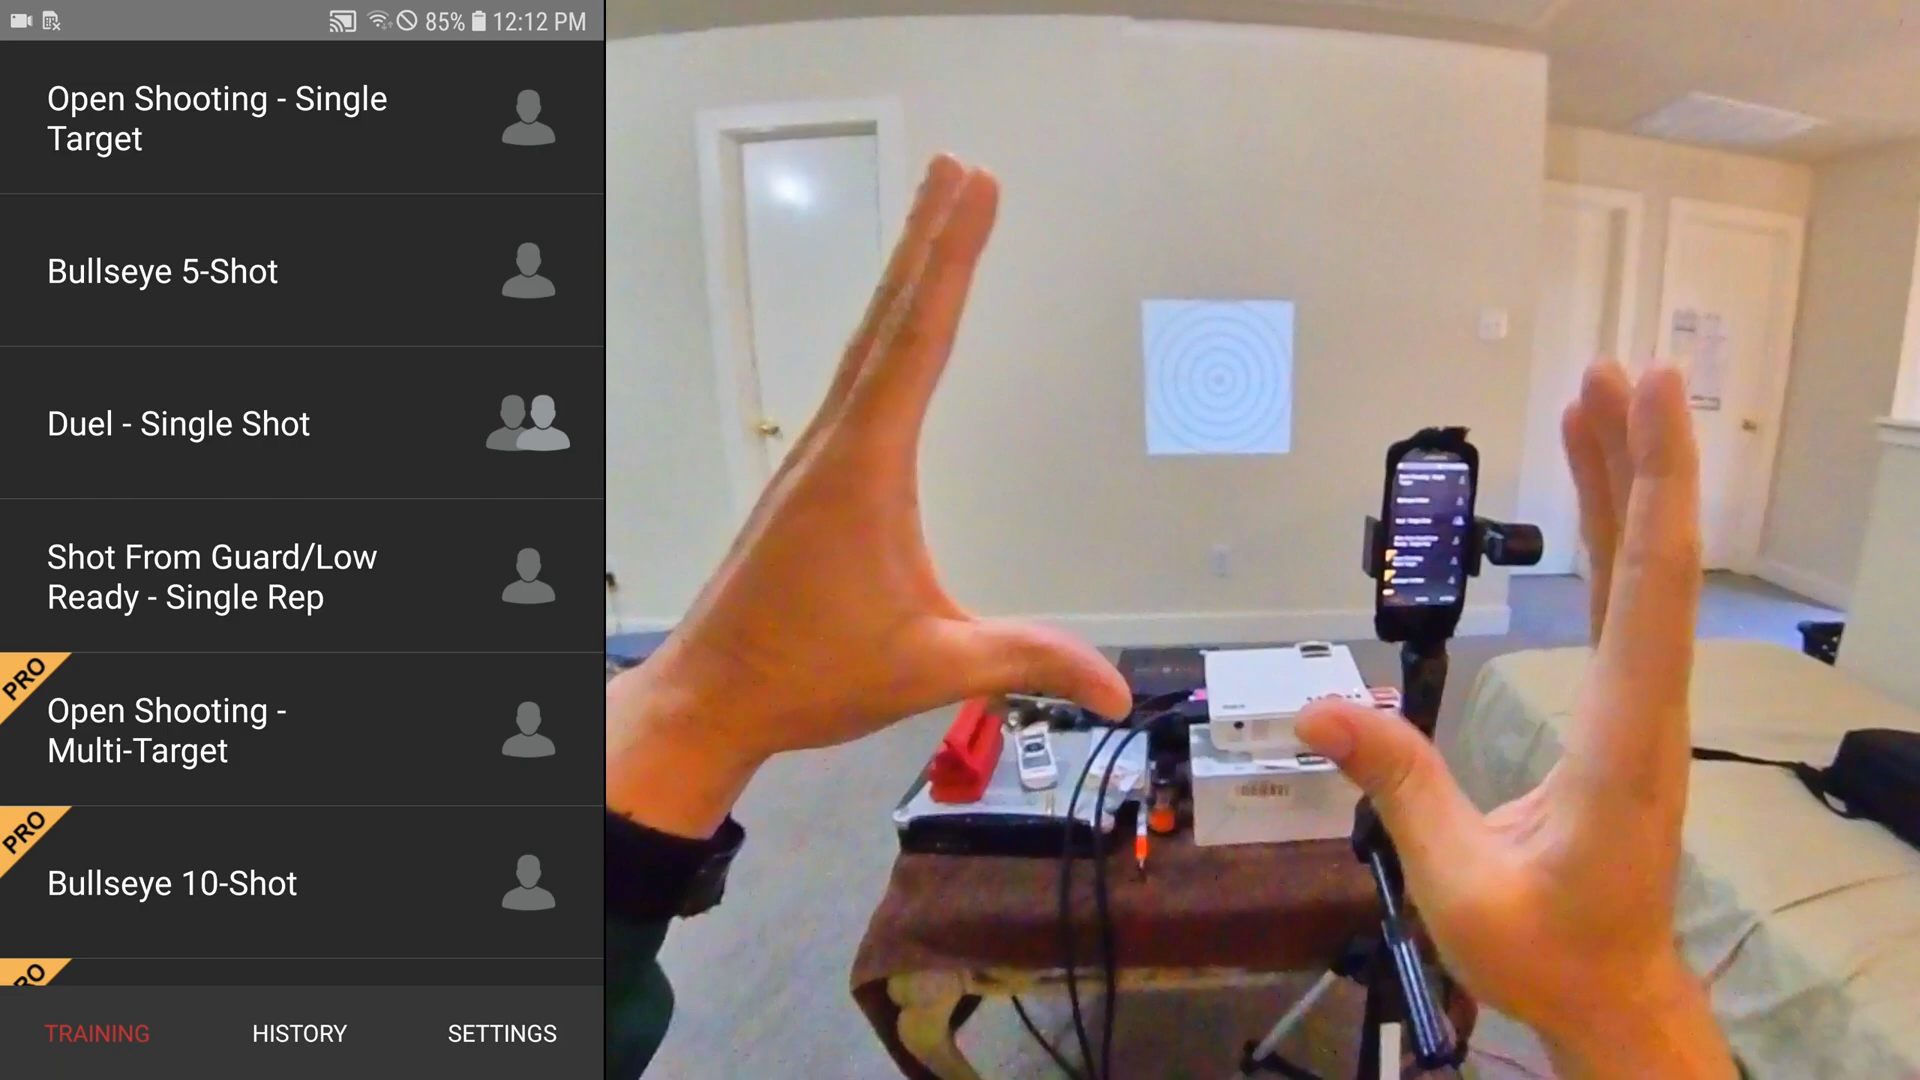 85% 12:12 PM
Open Shooting - Single
Target
Bullseye 5-Shot
Duel - Single Shot
Shot From Guard/Low
Ready - Single Rep
PRO
Open Shooting -
Multi-Target
PRO
Bullseye 10-Shot
TRAINING HISTORY SETTINGS